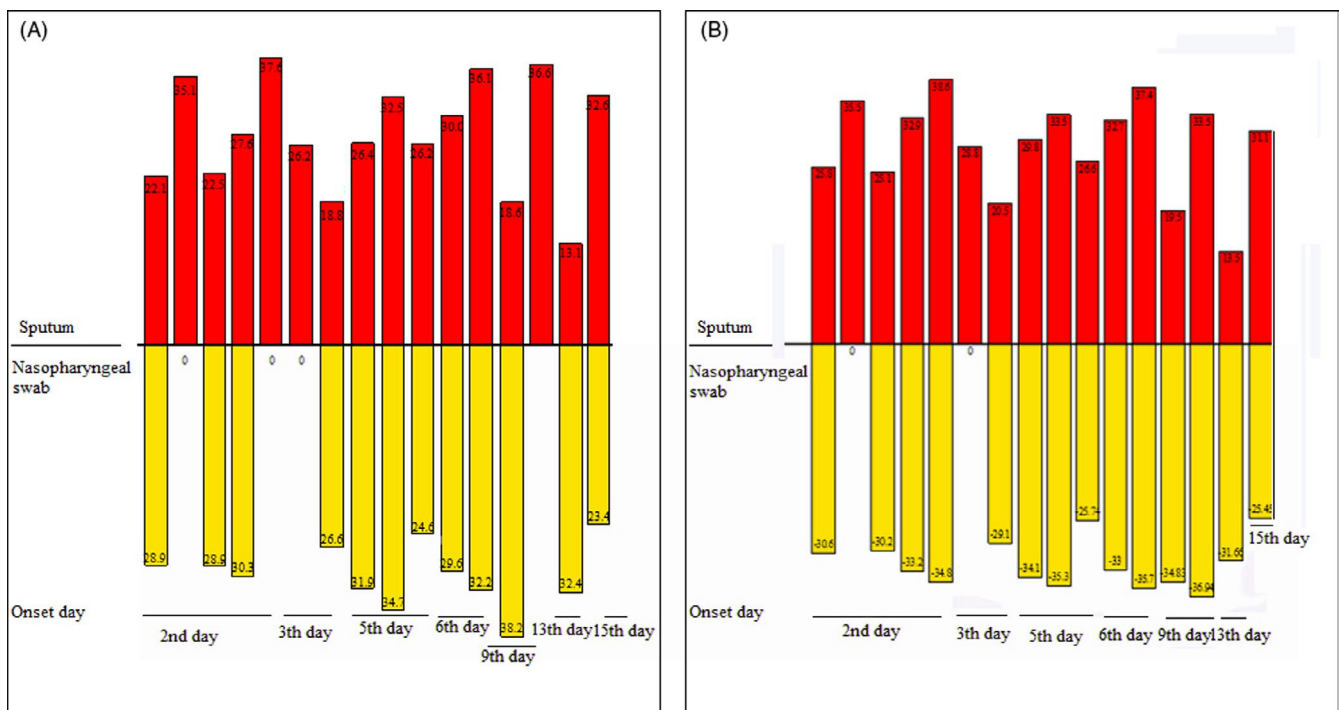 (A)
37.6
35.1
36.1
36.6
32.5
32.6
30.0
27.6
26.2
26.4
26.2
22.1
22.5
18.8
18.6
13.1
Sputum
Nasopharyngeal
swab
0
0
0
28.9
28.9
30.3
26.6
31.9
34.7
24.6
29.6
32.2
38.2
32.4
23.4
Onset day
2nd day
3th day
5th day
6th day
9th day
13th day
15th day
(B)
38.6
35.5
37.4
32.9
33.5
32.7
33.5
31.1
28.8
29.8
26.6
25.8
25.1
20.5
19.5
13.5
Sputum
Nasopharyngeal
swab
0
0
-30.6
-30.2
-33.2
-34.8
-29.1
-34.1
-35.3
-25.74
-33
-35.7
-34.83
-36.94
-31.66
-25.45
15th day
Onset day
2nd day
3th day
5th day
6th day
9th day
13th day